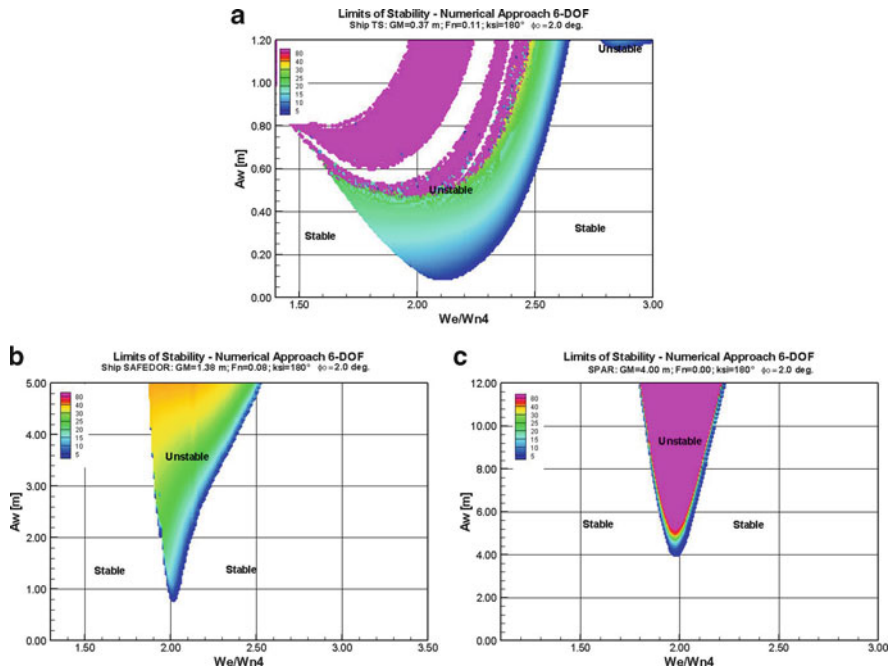 a
Limits of Stability - Numerical Approach 6-DOF
Ship TS: GM=0.37 m; Fn=0.11; ksi=180° ϕo=2.0 deg.
1.20
1.00
0.80
0.60
0.40
0.20
0.00
Aw [m]
80
40
30
25
20
15
10
5
Unstable
Unstable
Stable
Stable
1.50
2.00
2.50
3.00
We/Wn4
b
Limits of Stability - Numerical Approach 6-DOF
Ship SAFEDOR: GM=1.38 m; Fn=0.08; ksi=180° ϕo=2.0 deg.
5.00
4.00
3.00
2.00
1.00
0.00
Aw [m]
80
40
30
25
20
15
10
5
Unstable
Stable
Stable
1.50
2.00
2.50
3.00
3.50
We/Wn4
c
Limits of Stability - Numerical Approach 6-DOF
SPAR: GM=4.00 m; Fn=0.00; ksi=180° ϕo=2.0 deg.
12.00
10.00
8.00
6.00
4.00
2.00
0.00
Aw [m]
80
40
30
25
20
15
10
5
Unstable
Stable
Stable
1.50
2.00
2.50
3.00
We/Wn4